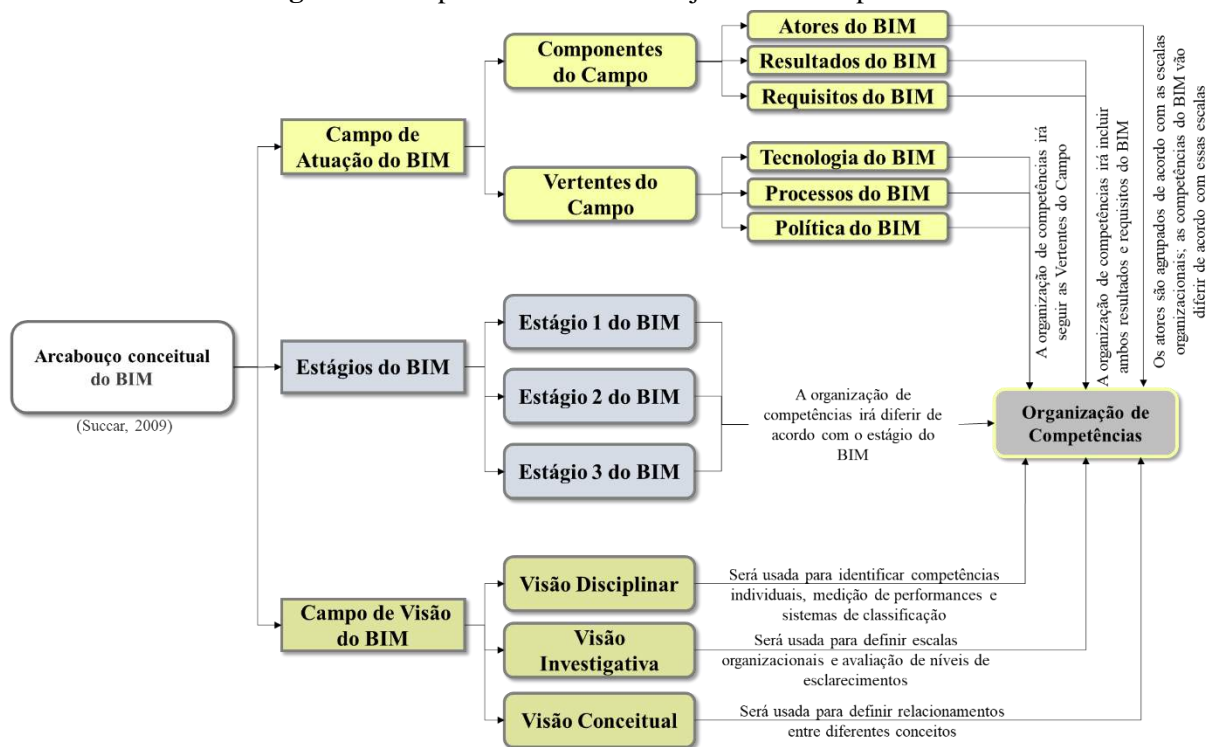 Atores do BIM
Componentes
do Campo
Resultados do BIM
Requisitos do BIM
Campo de
Atuação do BIM
Tecnologia do BIM
Vertentes do
Campo
Processos do BIM
Política do BIM
A organização de competências irá
seguir as Vertentes do Campo
A organização de competências irá incluir
ambos resultados e requisitos do BIM
Os atores são agrupados de acordo com as escalas
organizacionais; as competências do BIM vão
diferir de acordo com essas escalas
Arcabouço conceitual
do BIM
(Succar, 2009)
Estágios do BIM
Estágio 1 do BIM
Estágio 2 do BIM
Estágio 3 do BIM
A organização de
competências irá diferir de
acordo com o estágio do
BIM
Organização de
Competências
Campo de Visão
do BIM
Visão Disciplinar
Será usada para identificar competências
individuais, medição de performances e
sistemas de classificação
Visão
Investigativa
Será usada para definir escalas
organizacionais e avaliação de níveis de
esclarecimentos
Visão Conceitual
Será usada para definir relacionamentos
entre diferentes conceitos